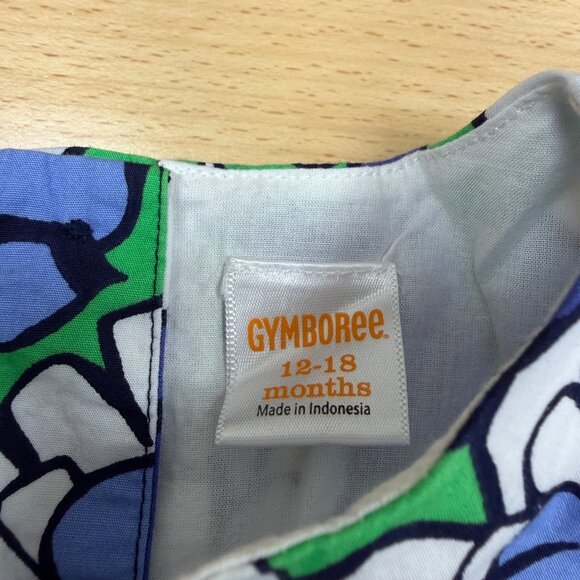 GYMBOREE
12-18
months
Made in Indonesia